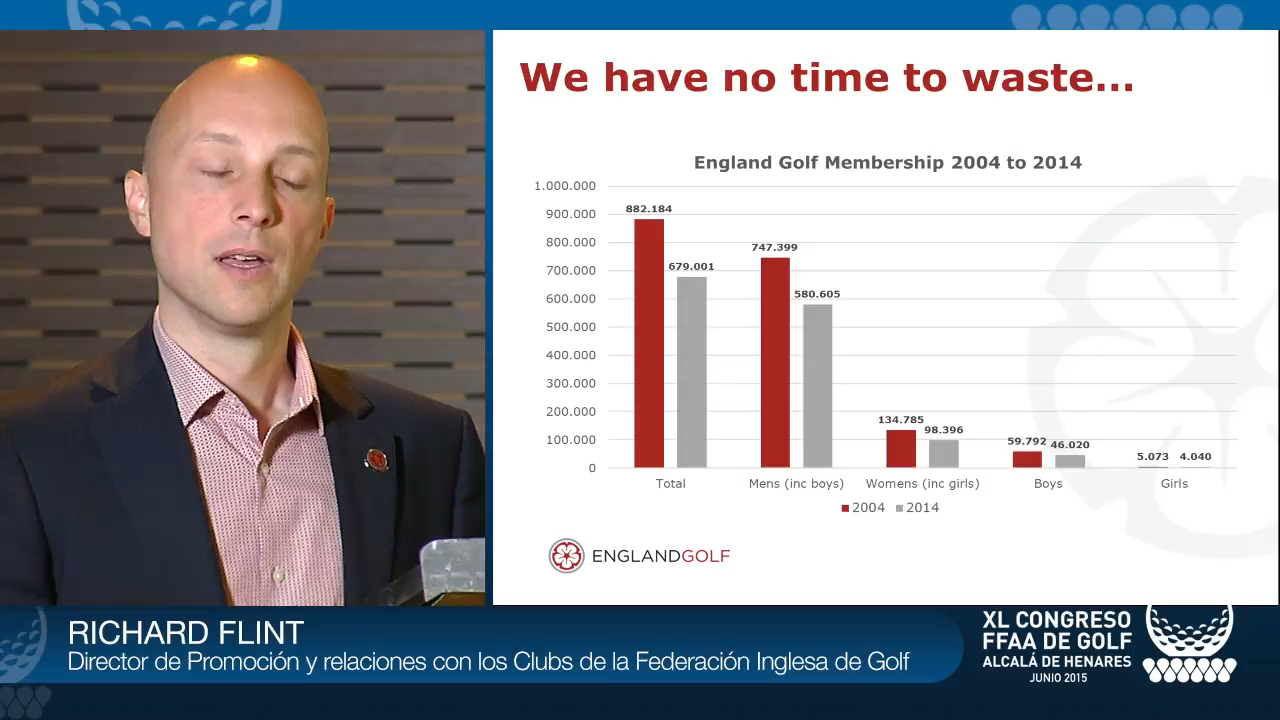 We have no time to waste...
England Golf Membership 2004 to 2014
1.000.000
900.000
800.000
700.000
600.000
500.000
400.000
300.000
200.000
100.000
0
882.184
679.001
747.399
580.605
134.785
98.396
59.792
46.020
5.073
4.040
Total
Mens (inc boys)
Womens (inc girls)
Boys
Girls
2004
2014
ENGLANDGOLF
RICHARD FLINT
Director de Promoción y relaciones con los Clubs de la Federación Inglesa de Golf
XL CONGRESO
FFAA DE GOLF
ALCALÁ DE HENARES
JUNIO 2015